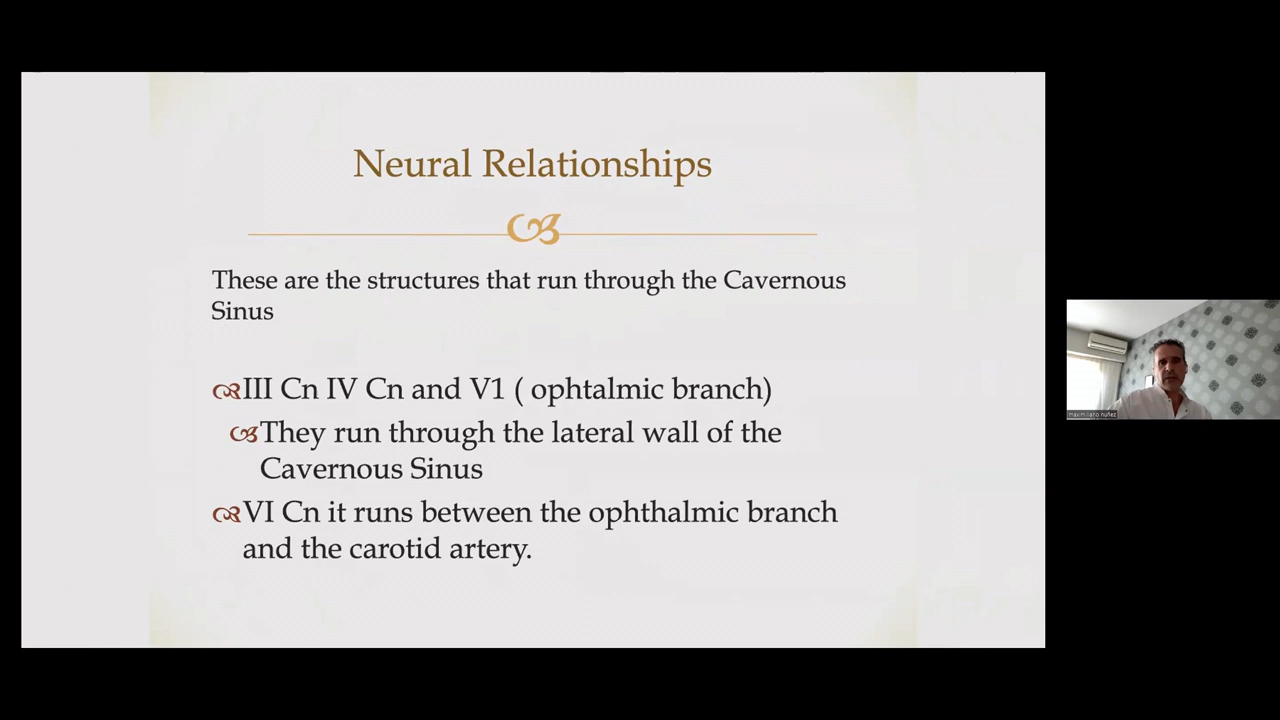 Neural Relationships
These are the structures that run through the Cavernous
Sinus
III Cn IV Cn and V1 ( ophtalmic branch)
They run through the lateral wall of the
Cavernous Sinus
VI Cn it runs between the ophthalmic branch
and the carotid artery.
maximiliano nuñez